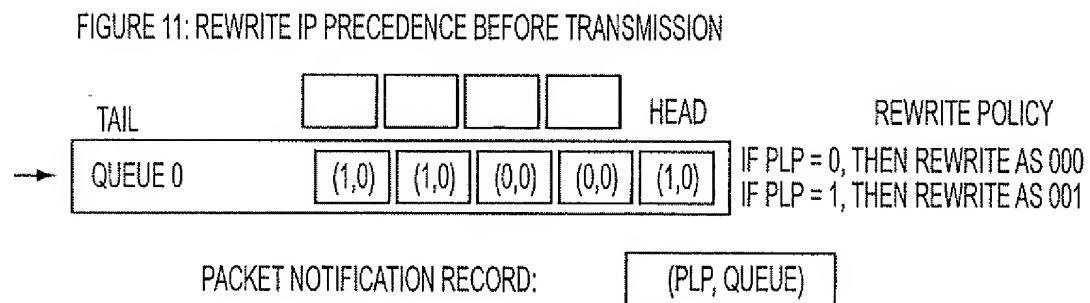 FIGURE 11: REWRITE IP PRECEDENCE BEFORE TRANSMISSION
TAIL HEAD REWRITE POLICY
QUEUE 0 (1,0) (1,0) (0,0) (0,0) (1,0)
IF PLP = 0, THEN REWRITE AS 000
IF PLP = 1, THEN REWRITE AS 001
PACKET NOTIFICATION RECORD: (PLP, QUEUE)